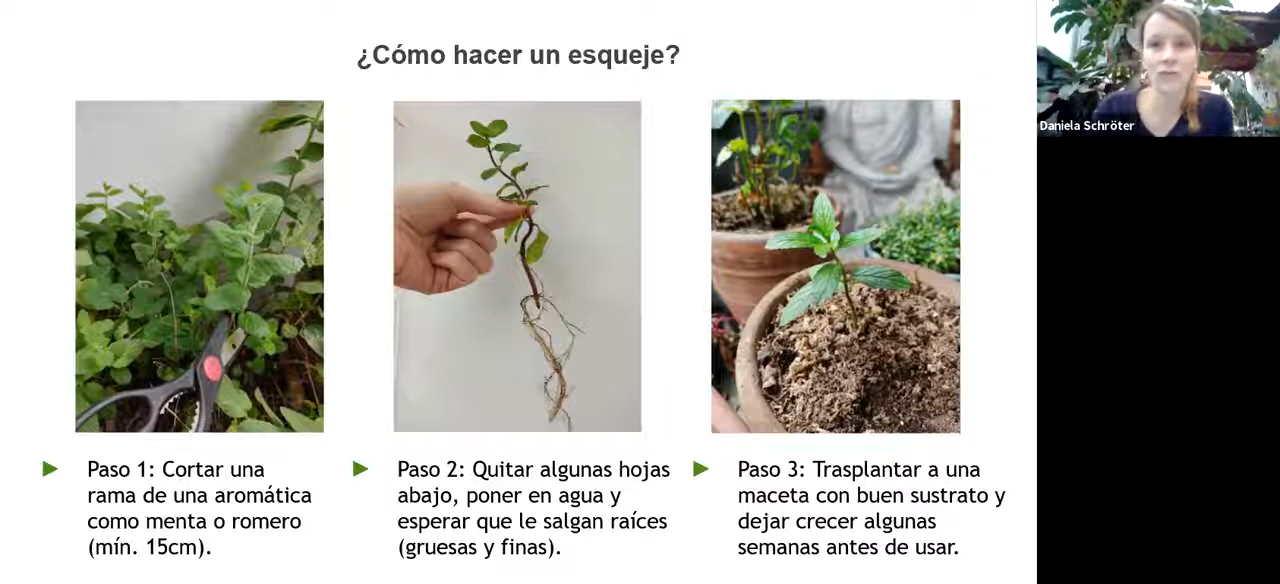 ¿Cómo hacer un esqueje?
Daniela Schröter
Paso 1: Cortar una
rama de una aromática
como menta o romero
(mín. 15cm).
Paso 2: Quitar algunas hojas
abajo, poner en agua y
esperar que le salgan raíces
(gruesas y finas).
Paso 3: Trasplantar a una
maceta con buen sustrato y
dejar crecer algunas
semanas antes de usar.